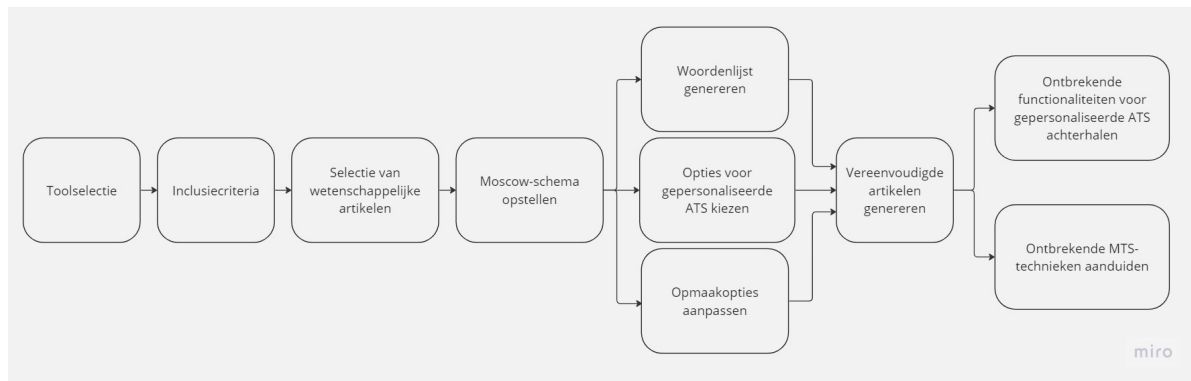 Toolselectie
Inclusiecriteria
Selectie van
wetenschappelijke
artikelen
Moscow-schema
opstellen
Woordenlijst
genereren
Opties voor
gepersonaliseerde
ATS kiezen
Opmaakopties
aanpassen
Vereenvoudigde
artikelen
genereren
Ontbrekende
functionaliteiten voor
gepersonaliseerde ATS
achterhalen
Ontbrekende MTS-
technieken aanduiden
miro